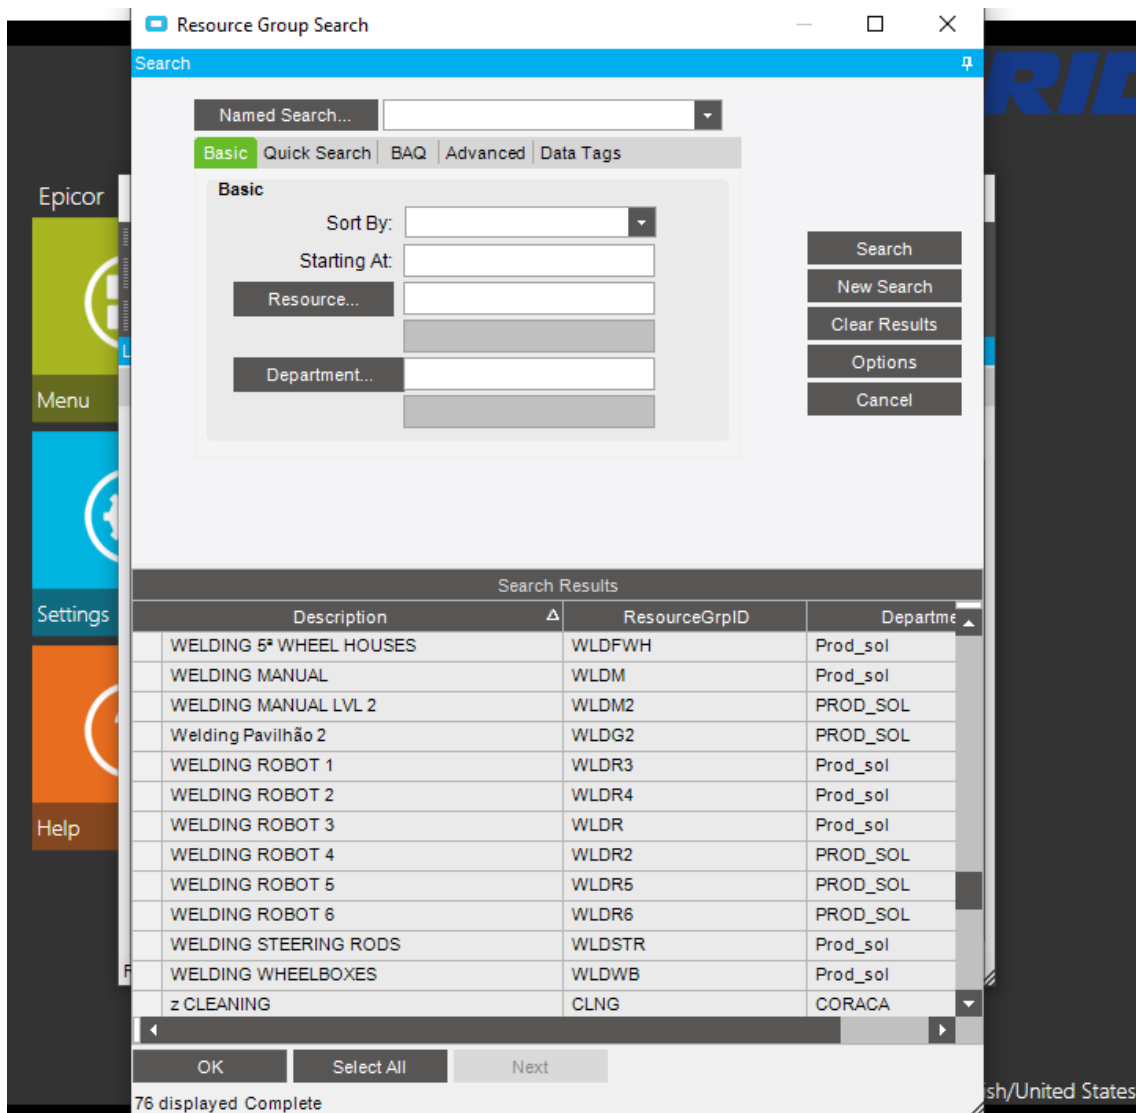 Resource Group Search
Search
Named Search...
Basic Quick Search BAQ Advanced Data Tags
Basic
Sort By:
Starting At:
Resource...
Department...
Search
New Search
Clear Results
Options
Cancel
Epicor
Menu
Settings
Help
Search Results
Description ResourceGrpID Departme
WELDING 5ª WHEEL HOUSES WLDFWH Prod_sol
WELDING MANUAL WLDM Prod_sol
WELDING MANUAL LVL 2 WLDM2 PROD_SOL
Welding Pavilhão 2 WLDG2 PROD_SOL
WELDING ROBOT 1 WLDR3 Prod_sol
WELDING ROBOT 2 WLDR4 Prod_sol
WELDING ROBOT 3 WLDR Prod_sol
WELDING ROBOT 4 WLDR2 PROD_SOL
WELDING ROBOT 5 WLDR5 PROD_SOL
WELDING ROBOT 6 WLDR6 PROD_SOL
WELDING STEERING RODS WLDSTR Prod_sol
WELDING WHEELBOXES WLDWB Prod_sol
z CLEANING CLNG CORACA
OK Select All Next
76 displayed Complete
ish/United States